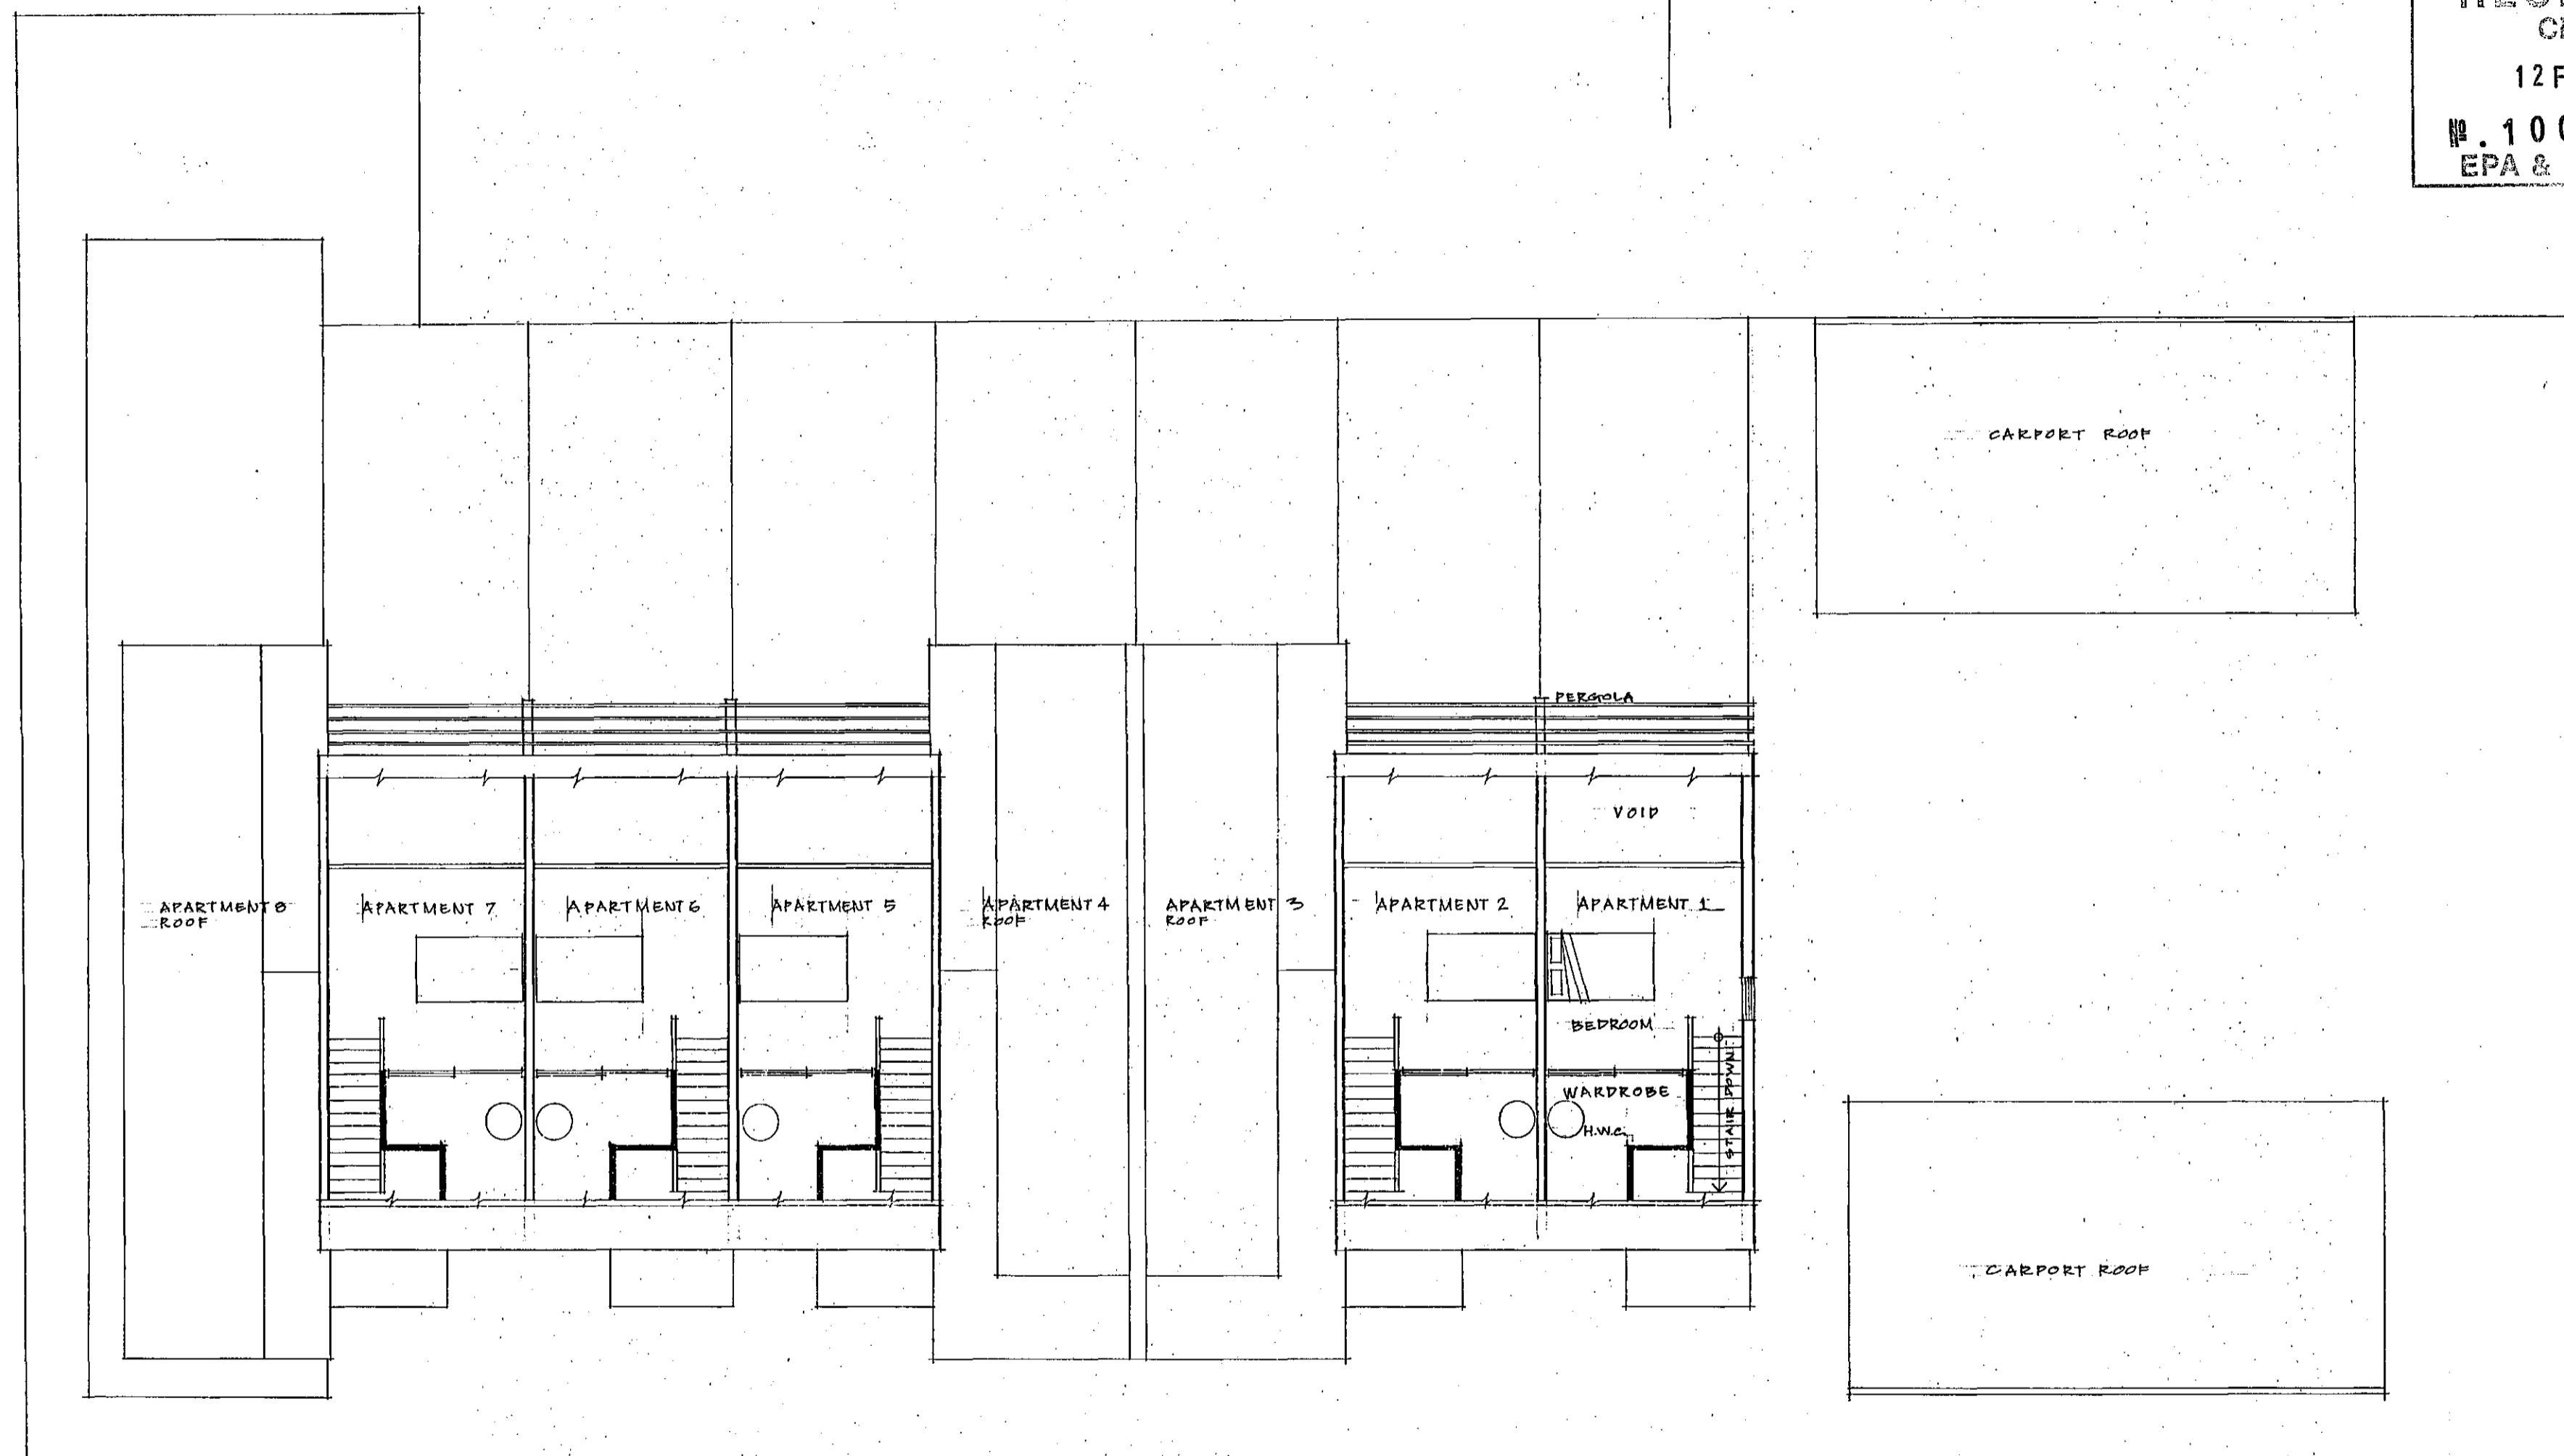 12 F
№. 10
EPA &
CARPORT ROOF
PERGOLA
VOID
APARTMENT 8
ROOF
APARTMENT 7
APARTMENT 6
APARTMENT 5
APARTMENT 4
ROOF
APARTMENT 3
ROOF
APARTMENT 2
APARTMENT 1
BEDROOM
WARDROBE
H.W.C.
STAIR DOWN
CARPORT ROOF